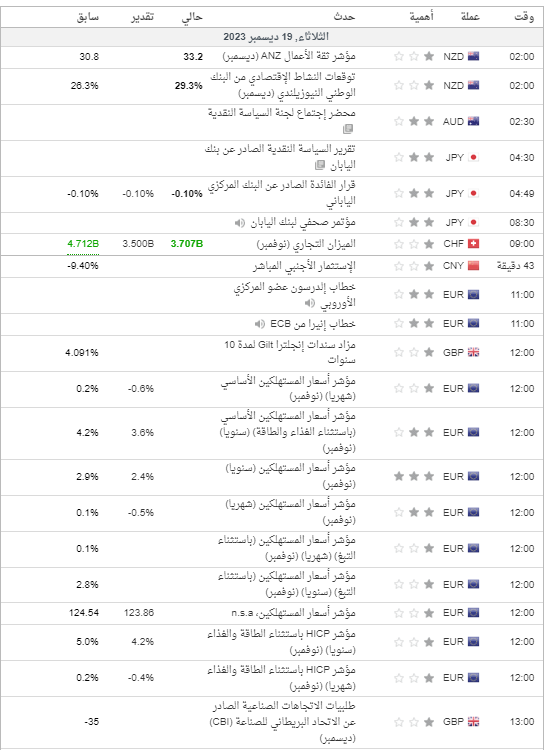 وقت عملة أهمية حدث حالي تقدير سابق
الثلاثاء, 19 ديسمبر 2023
02:00 NZD مؤشر ثقة الأعمال ANZ (ديسمبر) 33.2 30.8
02:00 NZD توقعات النشاط الإقتصادي من البنك 29.3% 26.3%
الوطني النيوزيلندي (ديسمبر)
02:30 AUD محضر إجتماع لجنة السياسة النقدية
04:30 JPY تقرير السياسة النقدية الصادر عن بنك
اليابان
04:49 JPY قرار الفائدة الصادر عن البنك المركزي -0.10% -0.10% -0.10%
الياباني
08:30 JPY مؤتمر صحفي لبنك اليابان
09:00 CHF الميزان التجاري (نوفمبر) 3.707B 3.500B 4.712B
43 دقيقة CNY الإستثمار الأجنبي المباشر -9.40%
11:00 EUR خطاب إلدرسون عضو المركزي
الأوروبي
11:00 EUR خطاب إنيرا من ECB
12:00 GBP مزاد سندات إنجلترا Gilt لمدة 10 4.091%
سنوات
12:00 EUR مؤشر أسعار المستهلكين الأساسي -0.6% 0.2%
(شهريا) (نوفمبر)
12:00 EUR مؤشر أسعار المستهلكين الأساسي 3.6% 4.2%
(باستثناء الغذاء والطاقة) (سنويا)
(نوفمبر)
12:00 EUR مؤشر أسعار المستهلكين (سنويا) 2.4% 2.9%
(نوفمبر)
12:00 EUR مؤشر أسعار المستهلكين (شهريا) -0.5% 0.1%
(نوفمبر)
12:00 EUR مؤشر أسعار المستهلكين (باستثناء 0.1%
التبغ) (شهريا) (نوفمبر)
12:00 EUR مؤشر أسعار المستهلكين (باستثناء 2.8%
التبغ) (سنويا) (نوفمبر)
12:00 EUR مؤشر أسعار المستهلكين، n.s.a 123.86 124.54
12:00 EUR مؤشر HICP باستثناء الطاقة والغذاء 4.2% 5.0%
(سنويا) (نوفمبر)
12:00 EUR مؤشر HICP باستثناء الطاقة والغذاء -0.4% 0.2%
(شهريا) (نوفمبر)
13:00 GBP طلبيات الاتجاهات الصناعية الصادر -35
عن الاتحاد البريطاني للصناعة (CBI)
(ديسمبر)